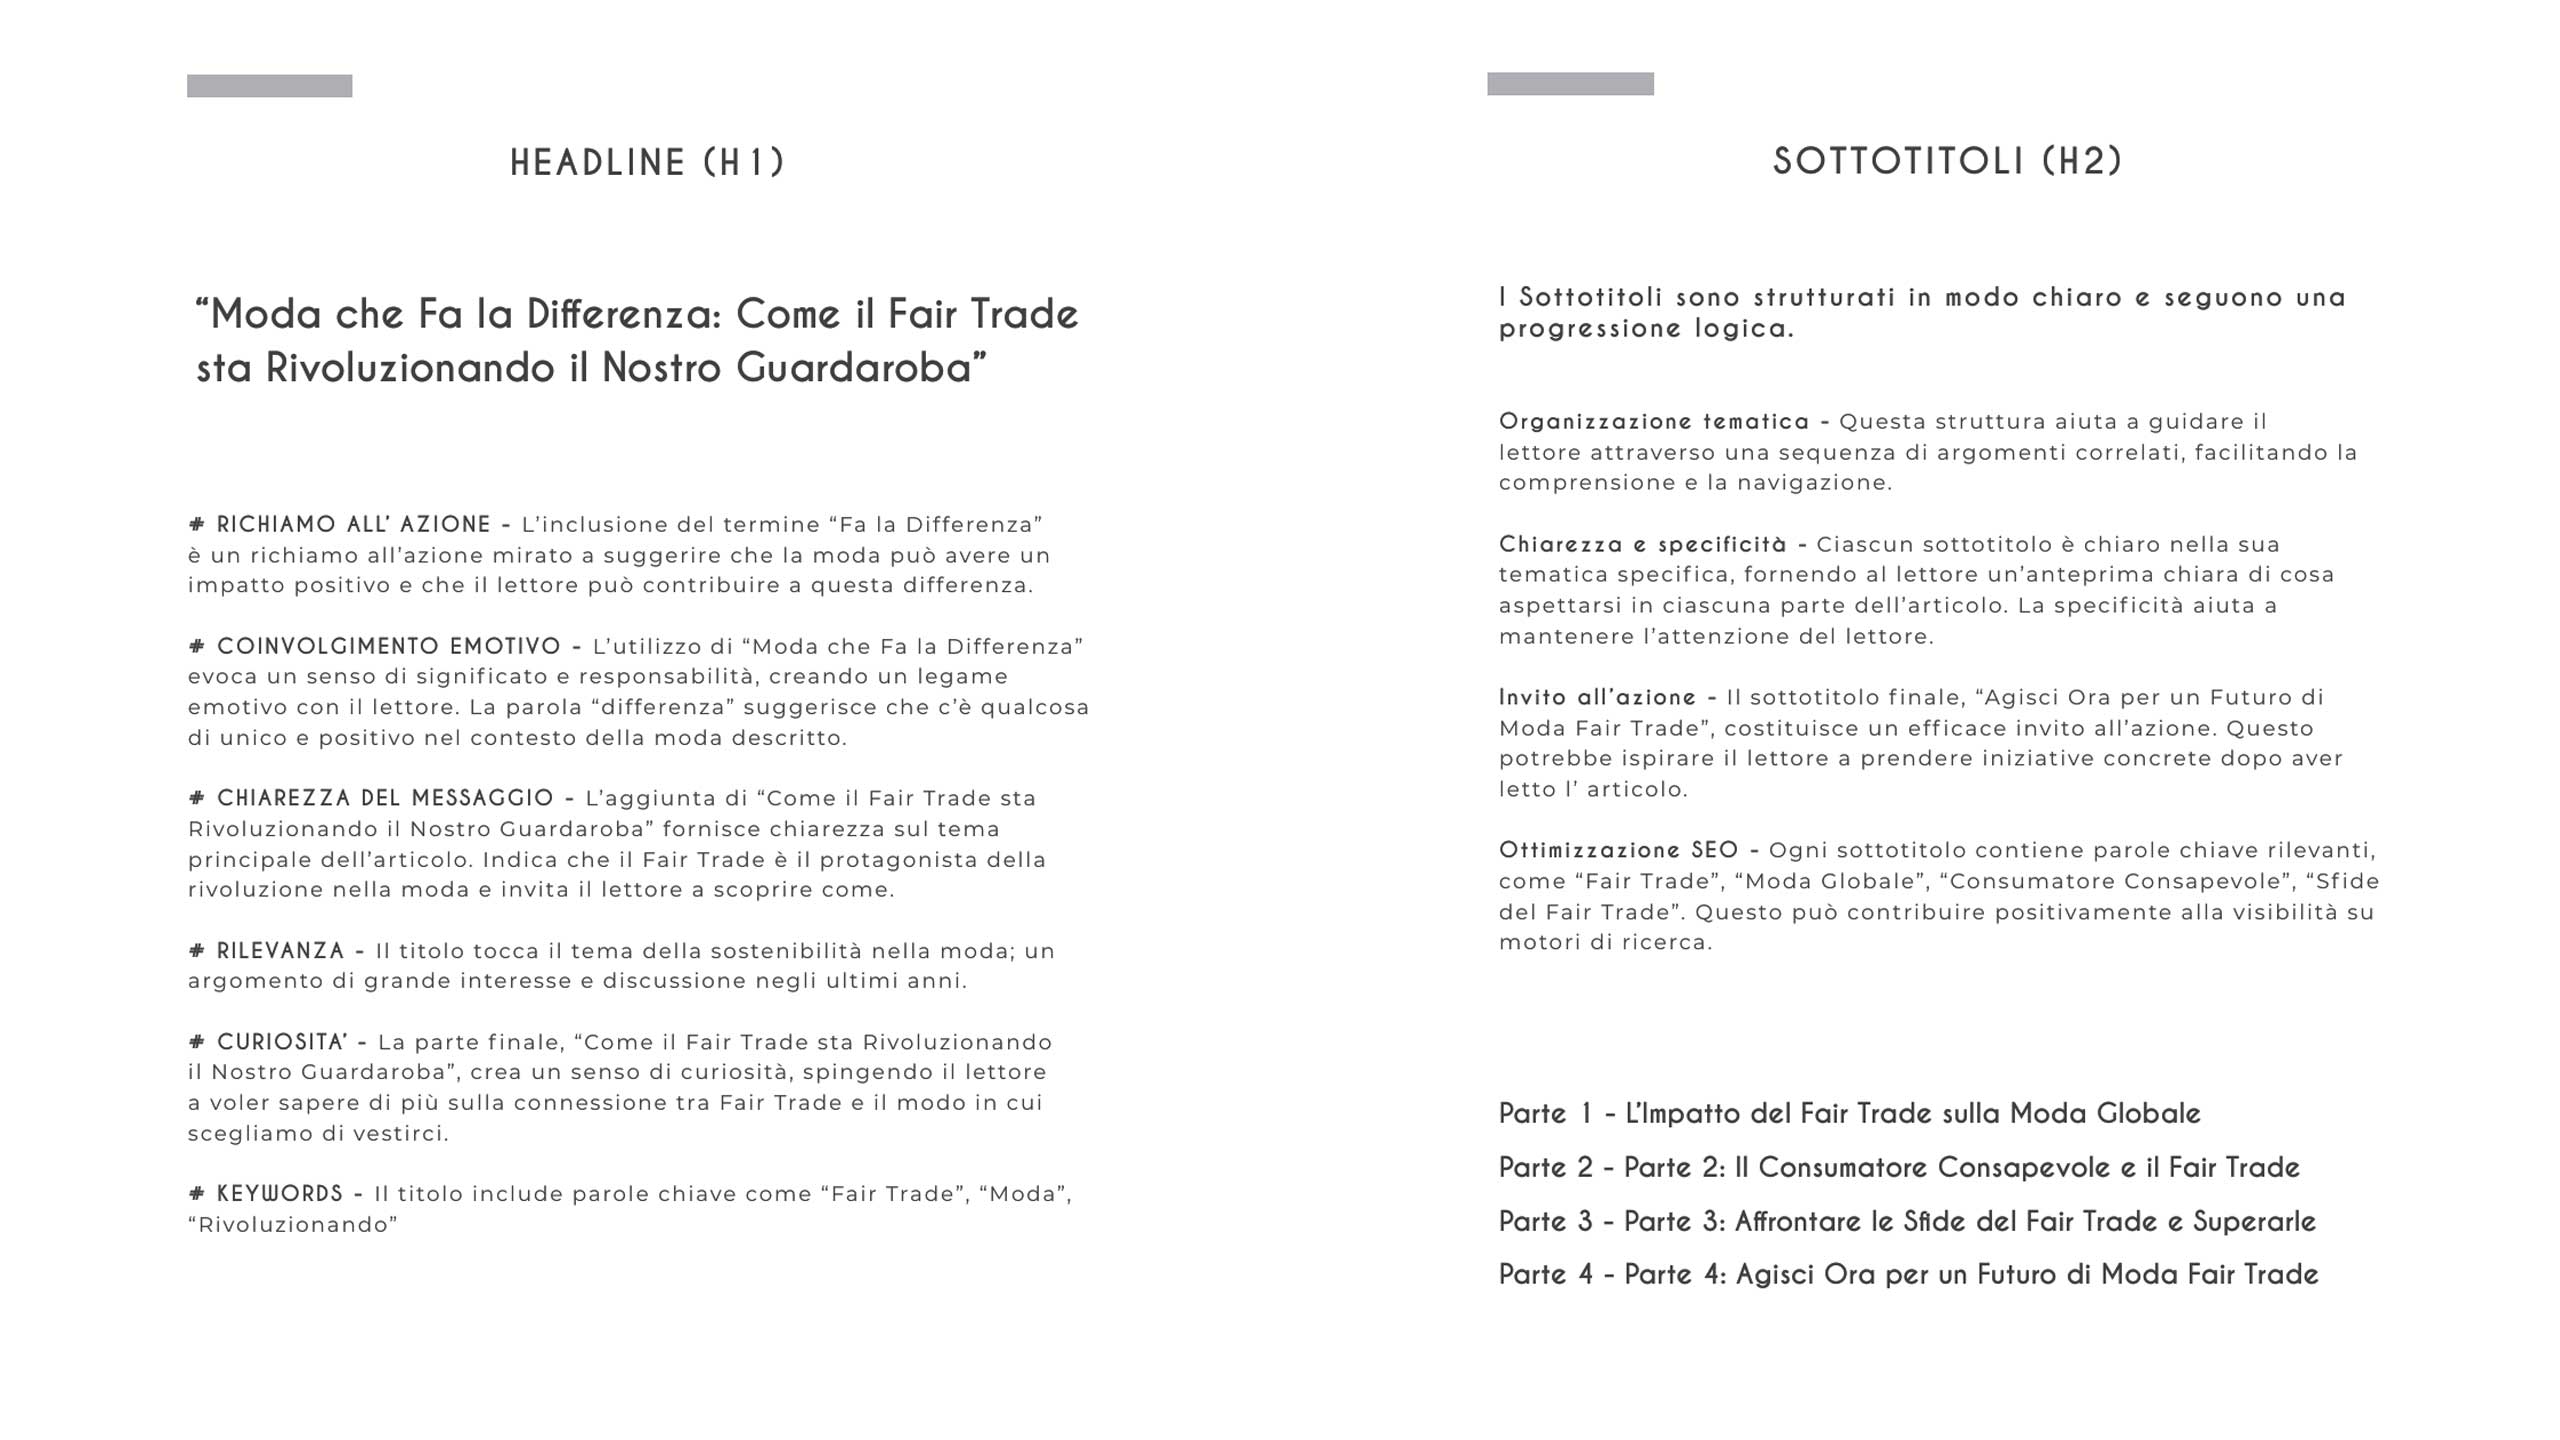 HEADLINE (H1)
“Moda che Fa la Differenza: Come il Fair Trade
sta Rivoluzionando il Nostro Guardaroba”
# RICHIAMO ALL’ AZIONE - L’inclusione del termine “Fa la Differenza”
è un richiamo all’azione mirato a suggerire che la moda può avere un
impatto positivo e che il lettore può contribuire a questa differenza.
# COINVOLGIMENTO EMOTIVO - L’utilizzo di “Moda che Fa la Differenza”
evoca un senso di significato e responsabilità, creando un legame
emotivo con il lettore. La parola “differenza” suggerisce che c’è qualcosa
di unico e positivo nel contesto della moda descritto.
# CHIAREZZA DEL MESSAGGIO - L’aggiunta di “Come il Fair Trade sta
Rivoluzionando il Nostro Guardaroba” fornisce chiarezza sul tema
principale dell’articolo. Indica che il Fair Trade è il protagonista della
rivoluzione nella moda e invita il lettore a scoprire come.
# RILEVANZA - Il titolo tocca il tema della sostenibilità nella moda; un
argomento di grande interesse e discussione negli ultimi anni.
# CURIOSITA’ - La parte finale, “Come il Fair Trade sta Rivoluzionando
il Nostro Guardaroba”, crea un senso di curiosità, spingendo il lettore
a voler sapere di più sulla connessione tra Fair Trade e il modo in cui
scegliamo di vestirci.
# KEYWORDS - Il titolo include parole chiave come “Fair Trade”, “Moda”,
“Rivoluzionando”
SOTTOTITOLI (H2)
I Sottotitoli sono strutturati in modo chiaro e seguono una
progressione logica.
Organizzazione tematica - Questa struttura aiuta a guidare il
lettore attraverso una sequenza di argomenti correlati, facilitando la
comprensione e la navigazione.
Chiarezza e specificità - Ciascun sottotitolo è chiaro nella sua
tematica specifica, fornendo al lettore un’anteprima chiara di cosa
aspettarsi in ciascuna parte dell’articolo. La specificità aiuta a
mantenere l’attenzione del lettore.
Invito all’azione - Il sottotitolo finale, “Agisci Ora per un Futuro di
Moda Fair Trade”, costituisce un efficace invito all’azione. Questo
potrebbe ispirare il lettore a prendere iniziative concrete dopo aver
letto l’ articolo.
Ottimizzazione SEO - Ogni sottotitolo contiene parole chiave rilevanti,
come “Fair Trade”, “Moda Globale”, “Consumatore Consapevole”, “Sfide
del Fair Trade”. Questo può contribuire positivamente alla visibilità su
motori di ricerca.
Parte 1 - L’Impatto del Fair Trade sulla Moda Globale
Parte 2 - Parte 2: Il Consumatore Consapevole e il Fair Trade
Parte 3 - Parte 3: Affrontare le Sfide del Fair Trade e Superarle
Parte 4 - Parte 4: Agisci Ora per un Futuro di Moda Fair Trade